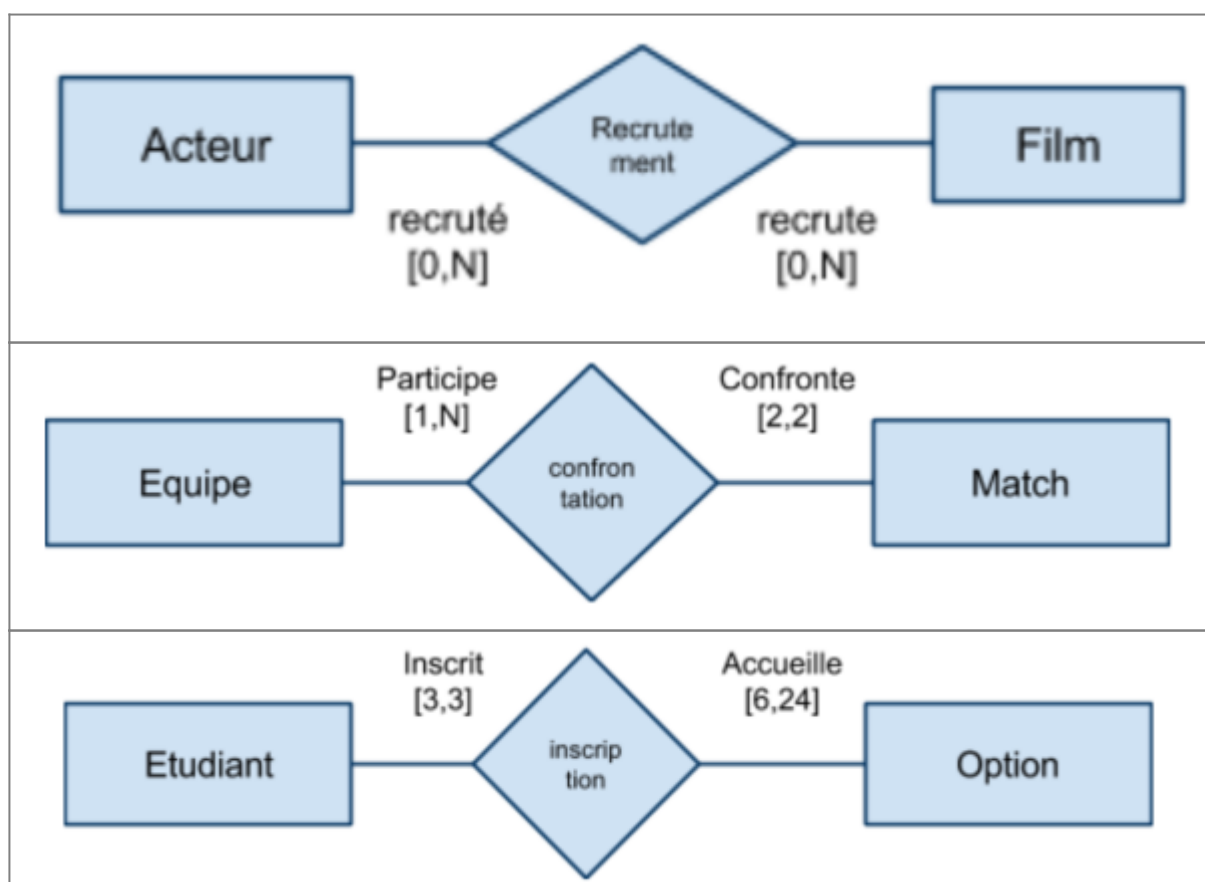 Acteur
Recrute
ment
Film
recruté
[0,N]
recrute
[0,N]
Participe
[1,N]
Confronte
[2,2]
Equipe
confron
tation
Match
Inscrit
[3,3]
Accueille
[6,24]
Etudiant
inscrip
tion
Option